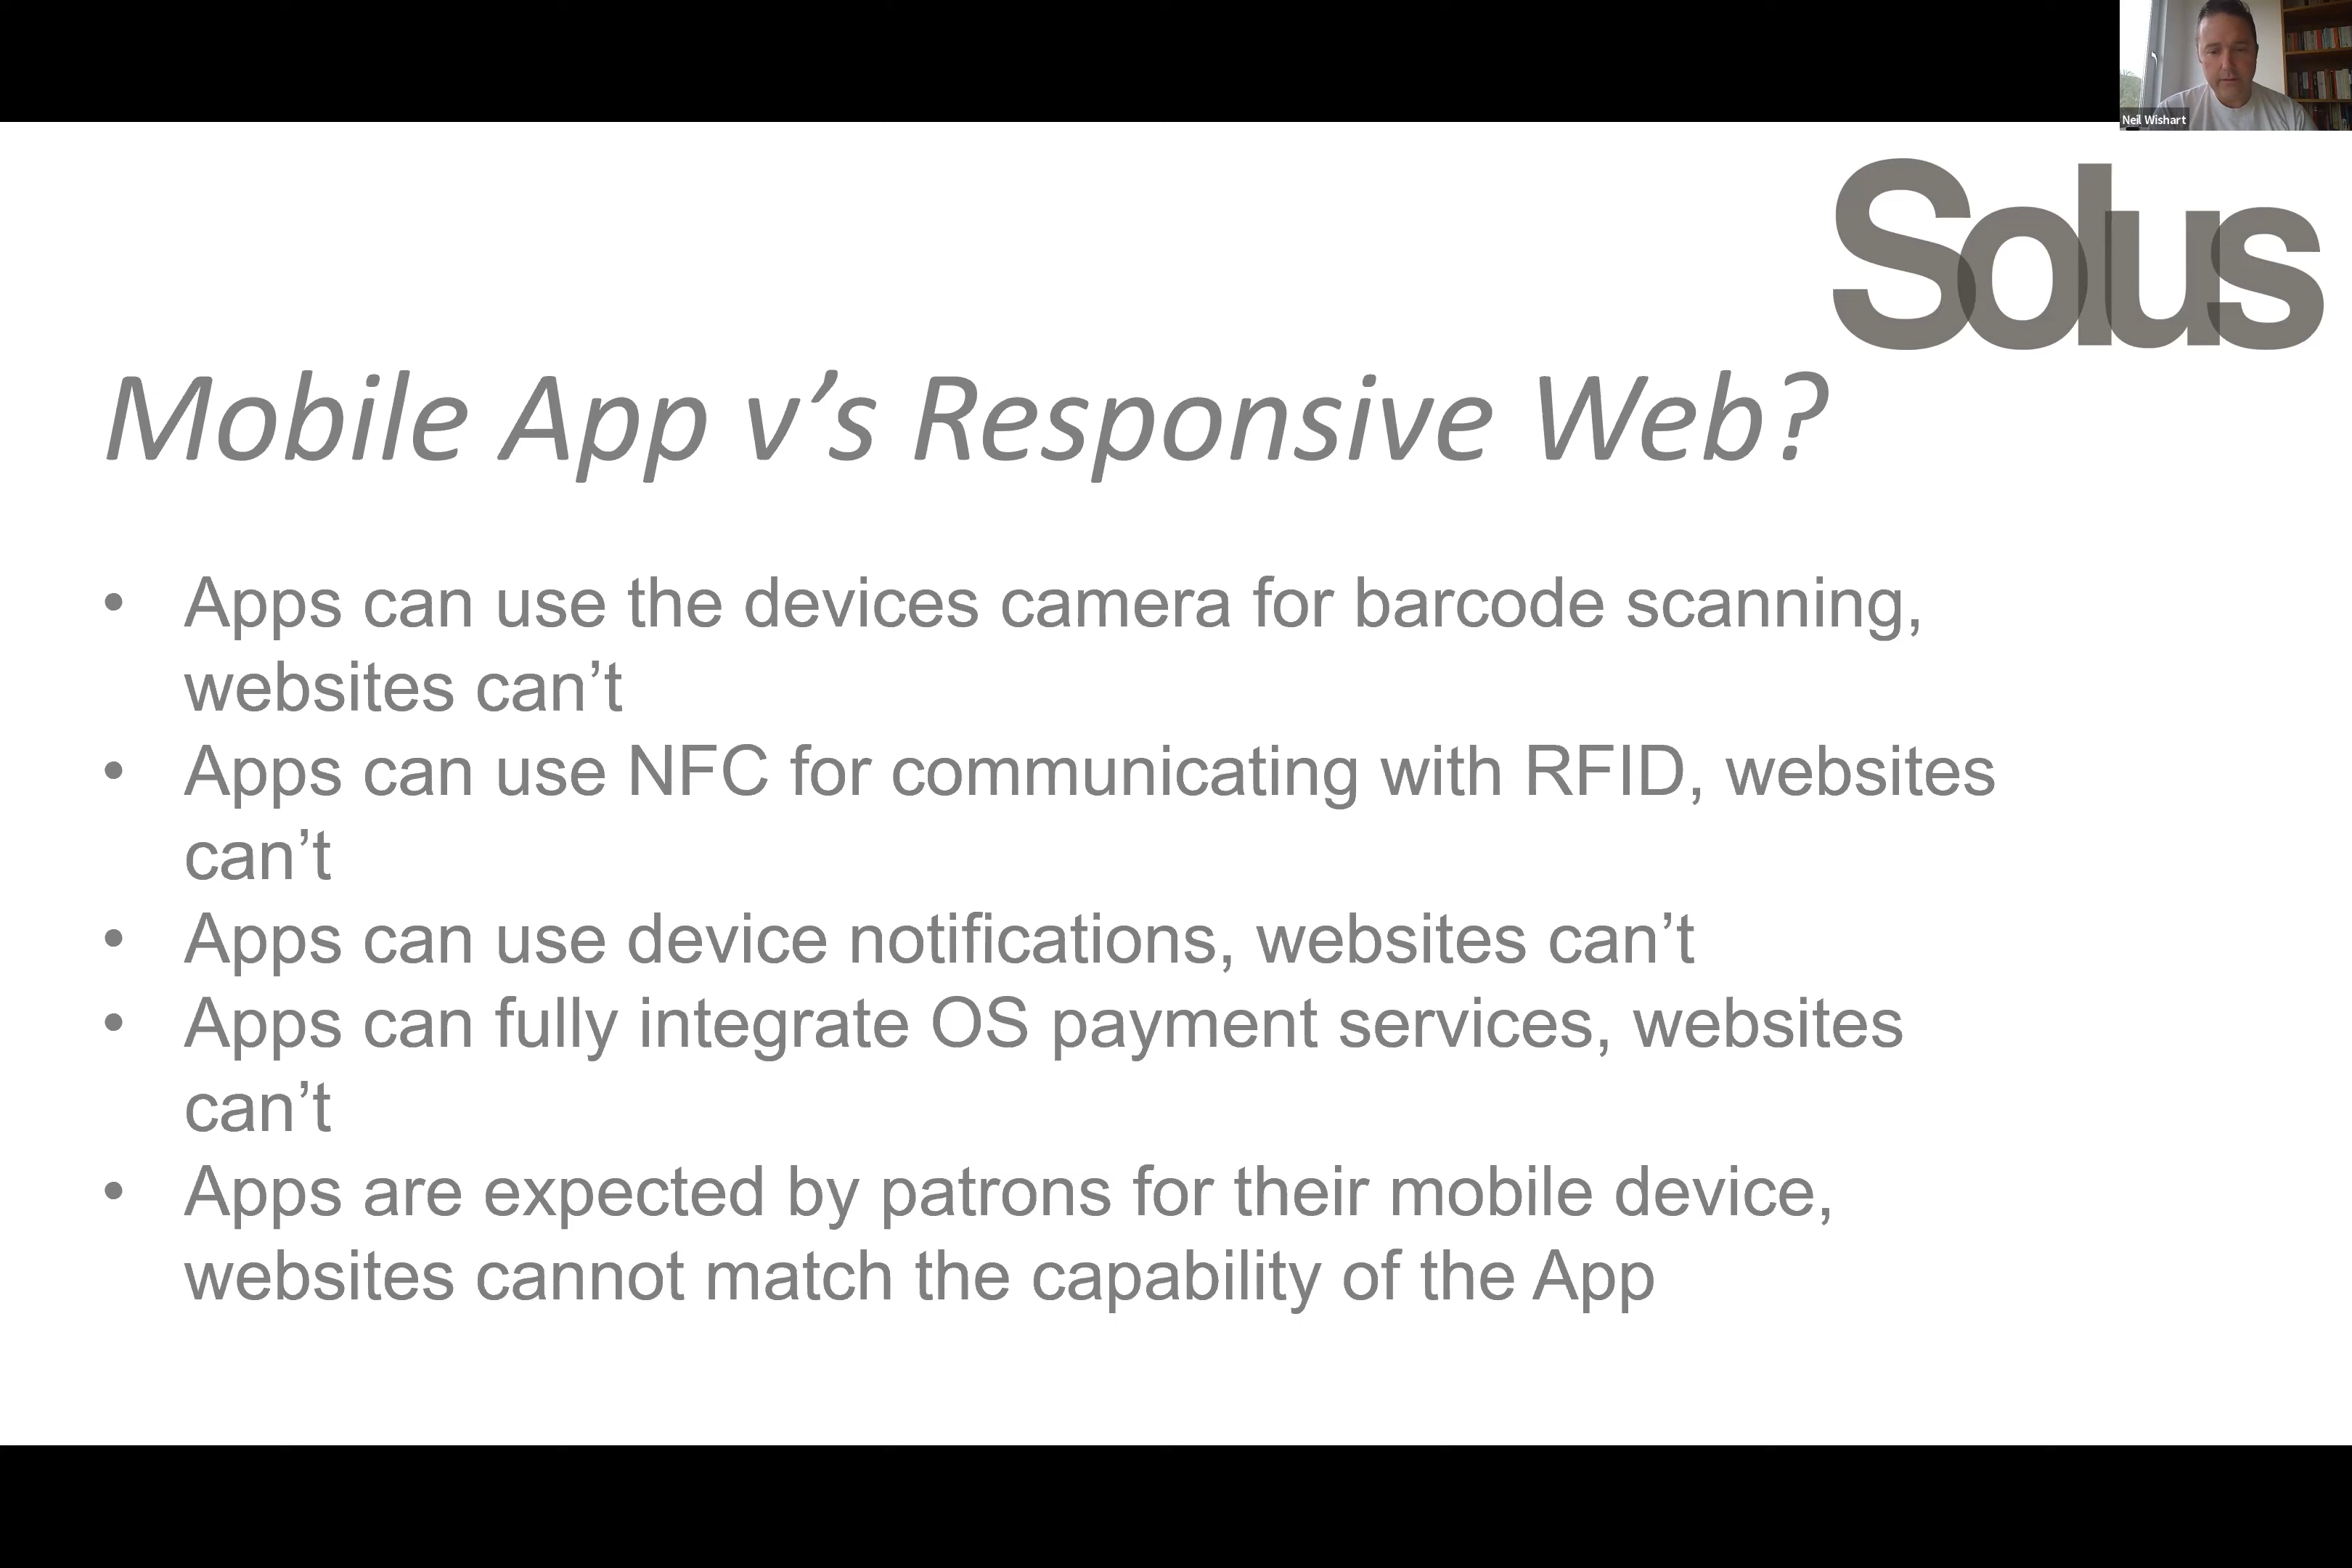 Neil Wishart
Solus
Mobile App v’s Responsive Web?
• Apps can use the devices camera for barcode scanning,
websites can’t
• Apps can use NFC for communicating with RFID, websites
can’t
• Apps can use device notifications, websites can’t
• Apps can fully integrate OS payment services, websites
can’t
• Apps are expected by patrons for their mobile device,
websites cannot match the capability of the App